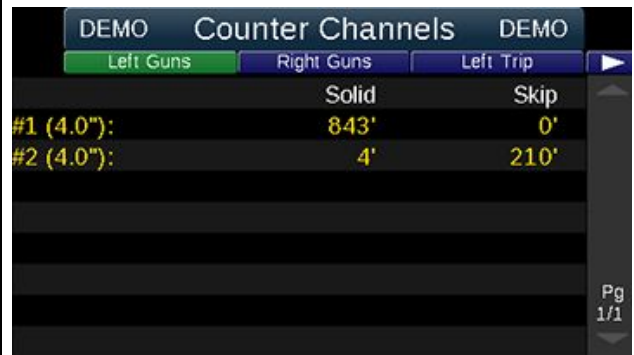 DEMO Counter Channels DEMO
Left Guns Right Guns Left Trip
Solid Skip
#1 (4.0"): 843' 0'
#2 (4.0"): 4' 210'
Pg
1/1